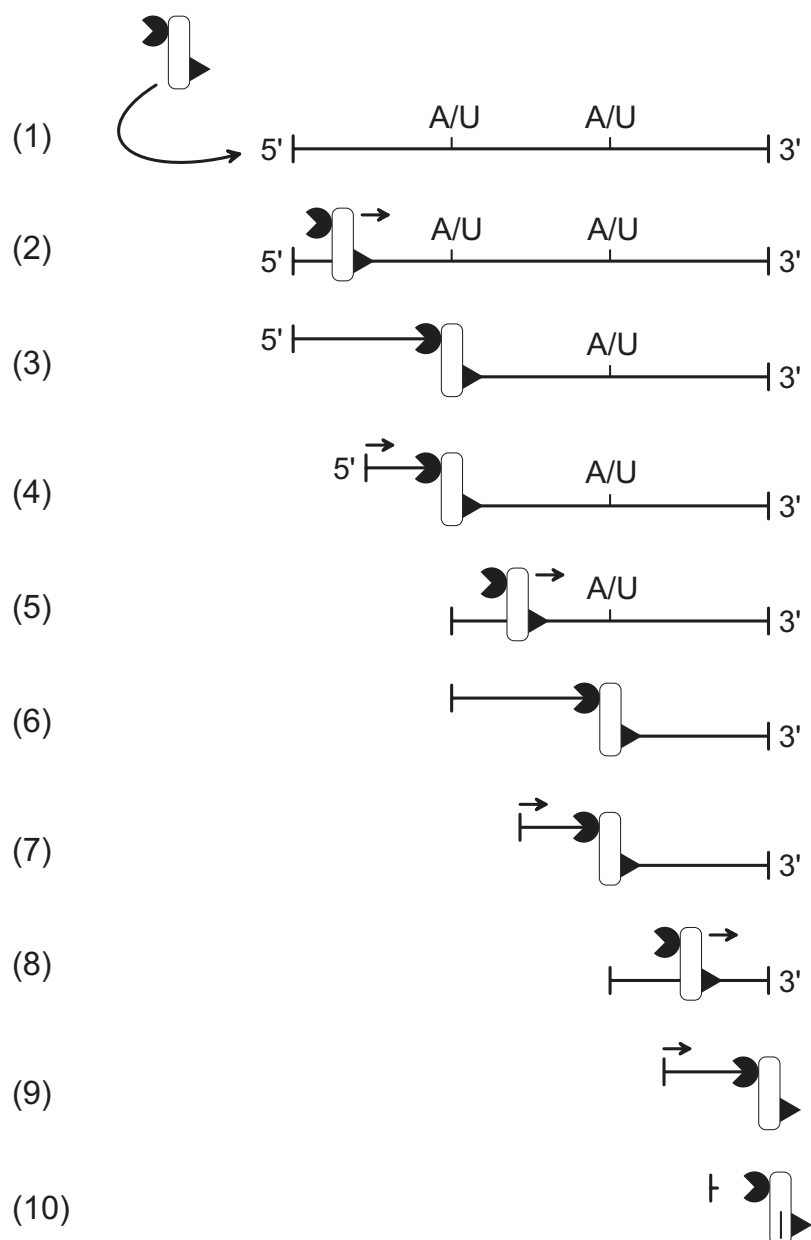 A/U A/U
(1) 5' 3'
A/U A/U
(2) 5' 3'
5'
(3) A/U
3'
(4) 5' A/U
3'
(5) A/U
3'
(6) 3'
(7) 3'
(8) 3'
(9)
(10)